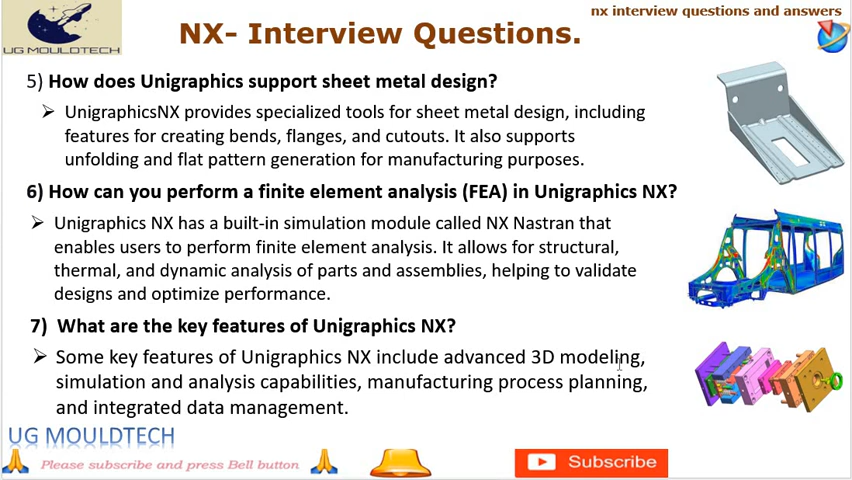 nx interview questions and answers
UG MOULDTECH
NX- Interview Questions.
5) How does Unigraphics support sheet metal design?
➢ UnigraphicsNX provides specialized tools for sheet metal design, including
features for creating bends, flanges, and cutouts. It also supports
unfolding and flat pattern generation for manufacturing purposes.
6) How can you perform a finite element analysis (FEA) in Unigraphics NX?
➢ Unigraphics NX has a built-in simulation module called NX Nastran that
enables users to perform finite element analysis. It allows for structural,
thermal, and dynamic analysis of parts and assemblies, helping to validate
designs and optimize performance.
7) What are the key features of Unigraphics NX?
➢ Some key features of Unigraphics NX include advanced 3D modeling,
simulation and analysis capabilities, manufacturing process planning,
and integrated data management.
UG MOULDTECH
Please subscribe and press Bell button
Subscribe